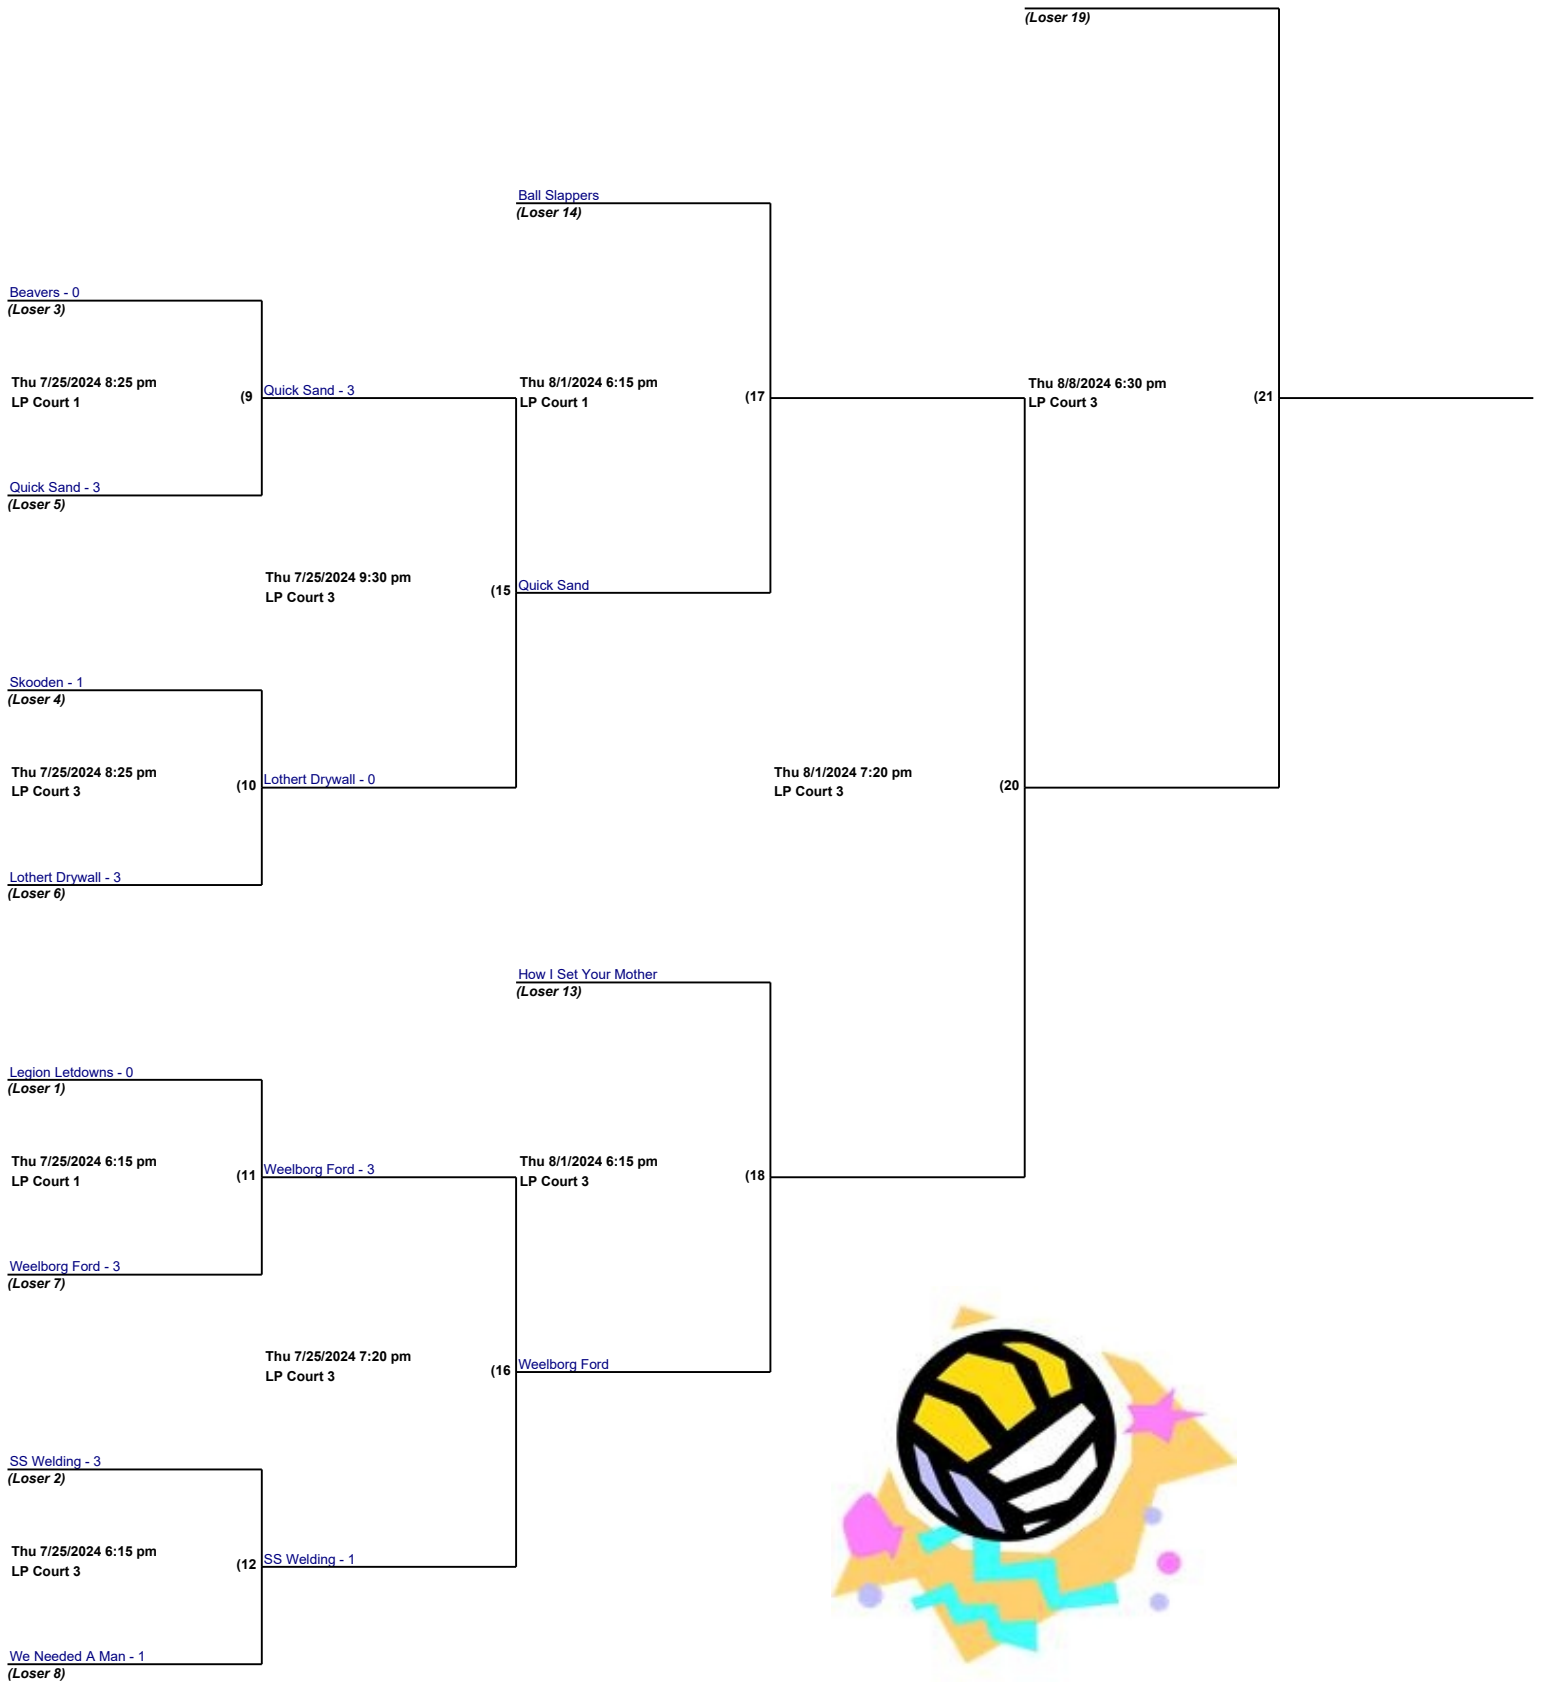 (Loser 19)
Ball Slappers
(Loser 14)
Beavers - 0
(Loser 3)
Thu 7/25/2024 8:25 pm
LP Court 1
(9
Quick Sand - 3
Thu 8/1/2024 6:15 pm
LP Court 1
(17
Thu 8/8/2024 6:30 pm
LP Court 3
(21
Quick Sand - 3
(Loser 5)
Thu 7/25/2024 9:30 pm
LP Court 3
(15
Quick Sand
Skooden - 1
(Loser 4)
Thu 7/25/2024 8:25 pm
LP Court 3
(10
Lothert Drywall - 0
Thu 8/1/2024 7:20 pm
LP Court 3
(20
Lothert Drywall - 3
(Loser 6)
How I Set Your Mother
(Loser 13)
Legion Letdowns - 0
(Loser 1)
Thu 7/25/2024 6:15 pm
LP Court 1
(11
Weelborg Ford - 3
Thu 8/1/2024 6:15 pm
LP Court 3
(18
Weelborg Ford - 3
(Loser 7)
Thu 7/25/2024 7:20 pm
LP Court 3
(16
Weelborg Ford
SS Welding - 3
(Loser 2)
Thu 7/25/2024 6:15 pm
LP Court 3
(12
SS Welding - 1
We Needed A Man - 1
(Loser 8)